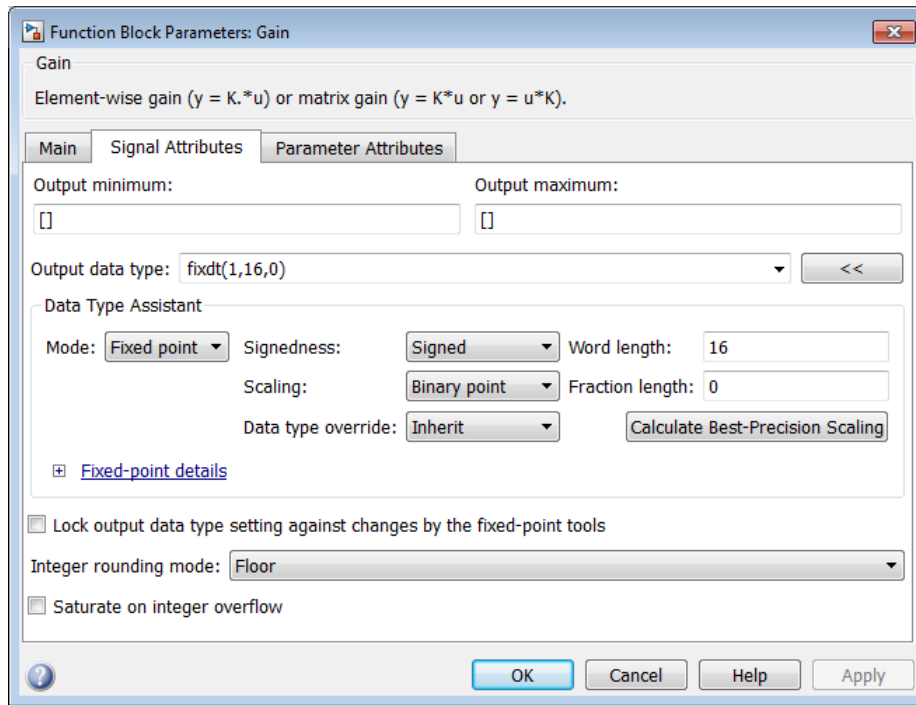 Function Block Parameters: Gain
Gain
Element-wise gain (y = K.*u) or matrix gain (y = K*u or y = u*K).
Main Signal Attributes Parameter Attributes
Output minimum: Output maximum:
[] []
Output data type: fixdt(1,16,0) <<
Data Type Assistant
Mode: Fixed point Signedness: Signed Word length: 16
Scaling: Binary point Fraction length: 0
Data type override: Inherit Calculate Best-Precision Scaling
Fixed-point details
Lock output data type setting against changes by the fixed-point tools
Integer rounding mode: Floor
Saturate on integer overflow
OK Cancel Help Apply